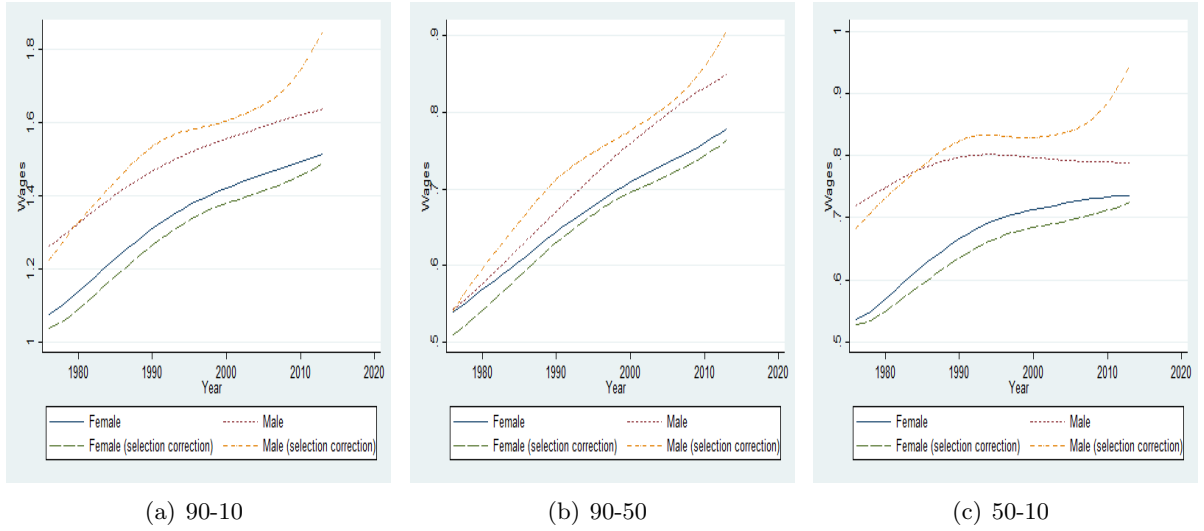 1.8
1.6
1.4
1.2
1
Wages
1980 1990 2000 2010 2020
Year
Female Male
Female (selection correction) Male (selection correction)
(a) 90-10
.9
.8
.7
.6
.5
Wages
1980 1990 2000 2010 2020
Year
Female Male
Female (selection correction) Male (selection correction)
(b) 90-50
1
.9
.8
.7
.6
.5
Wages
1980 1990 2000 2010 2020
Year
Female Male
Female (selection correction) Male (selection correction)
(c) 50-10